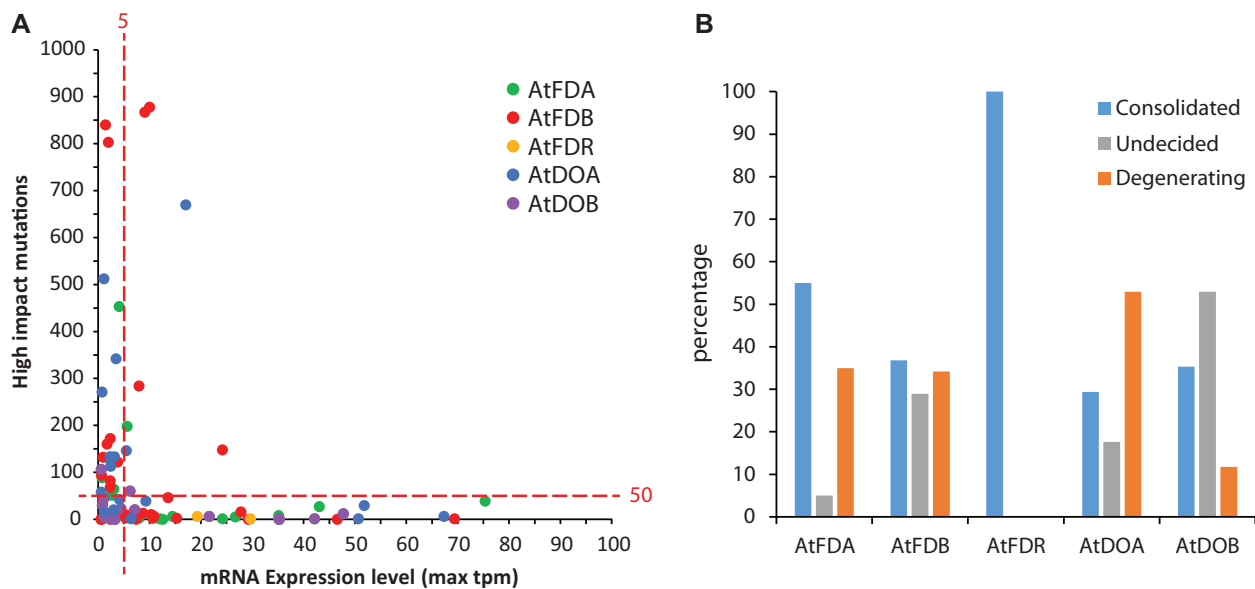 A
5
1000
900
800
700
600
500
400
300
200
100
0
High impact mutations
AtFDA
AtFDB
AtFDR
AtDOA
AtDOB
50
0 10 20 30 40 50 60 70 80 90 100
mRNA Expression level (max tpm)
B
100
90
80
70
60
50
40
30
20
10
0
percentage
Consolidated
Undecided
Degenerating
AtFDA AtFDB AtFDR AtDOA AtDOB